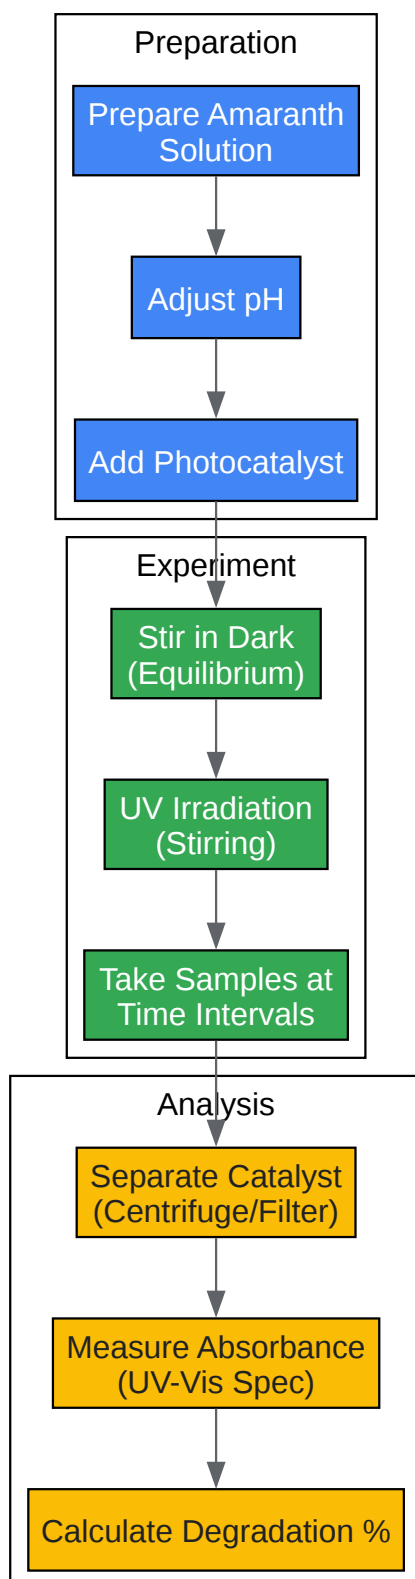 Preparation
Prepare Amaranth
Solution
Adjust pH
Add Photocatalyst
Experiment
Stir in Dark
(Equilibrium)
UV Irradiation
(Stirring)
Take Samples at
Time Intervals
Analysis
Separate Catalyst
(Centrifuge/Filter)
Measure Absorbance
(UV-Vis Spec)
Calculate Degradation %